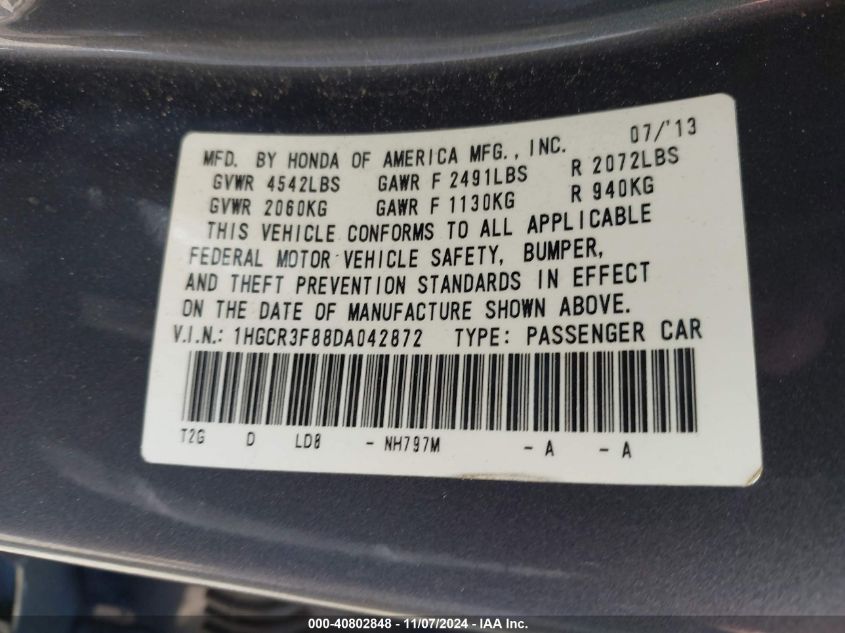 07/'13
MFD. BY HONDA OF AMERICA MFG., INC.
GVWR 4542LBS GAWR F 2491LBS R 2072LBS
GVWR 2060KG GAWR F 1130KG R 940KG
THIS VEHICLE CONFORMS TO ALL APPLICABLE
FEDERAL MOTOR VEHICLE SAFETY, BUMPER,
AND THEFT PREVENTION STANDARDS IN EFFECT
ON THE DATE OF MANUFACTURE SHOWN ABOVE.
V.I.N.: 1HGCR3F88DA042872 TYPE: PASSENGER CAR
T2G D LD8 - NH797M - A - A
000-40802848 - 11/07/2024 - IAA Inc.